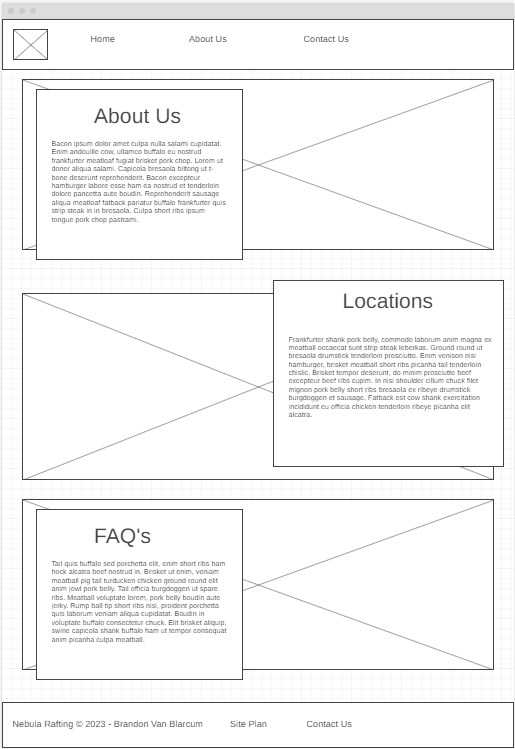 Home About Us Contact Us
About Us
Bacon ipsum dolor amet culpa nulla salami cupidatat.
Enim andouille cow, ullamco buffalo eu nostrud
frankfurter meatloaf fugiat brisket pork chop. Lorem ut
doner aliqua salami. Capicola bresaola biltong ut t-
bone deserunt reprehenderit. Bacon excepteur
hamburger labore esse ham ea nostrud et tenderloin
dolore pancetta aute boudin. Reprehenderit sausage
aliqua meatloaf fatback pariatur buffalo frankfurter quis
strip steak in in bresaola. Culpa short ribs ipsum
tongue pork chop pastrami.
Locations
Frankfurter shank pork belly, commodo laborum anim magna ex
meatball occaecat sunt strip steak leberkas. Ground round ut
bresaola drumstick tenderloin prosciutto. Enim venison nisi
hamburger, brisket meatball short ribs picanha tail tenderloin
chislic. Brisket tempor deserunt, do minim prosciutto beef
excepteur beef ribs cupim. In nisi shoulder cillum chuck filet
mignon pork belly short ribs bresaola ex ribeye drumstick
burgdoggen et sausage. Fatback est cow shank exercitation
incididunt eu officia chicken tenderloin ribeye picanha elit
alcatra.
FAQ's
Tail quis buffalo sed porchetta elit, enim short ribs ham
hock alcatra beef nostrud in. Brisket ut enim, veniam
meatball pig tail turducken chicken ground round elit
anim jowl pork belly. Tail officia burgdoggen ut spare
ribs. Meatball voluptate lorem, pork belly boudin aute
jerky. Rump ball tip short ribs nisi, proident porchetta
quis laborum veniam aliqua cupidatat. Boudin in
voluptate buffalo consectetur chuck. Elit brisket aliquip,
swine capicola shank buffalo ham ut tempor consequat
anim picanha culpa meatball.
Nebula Rafting © 2023 - Brandon Van Blarcum Site Plan Contact Us